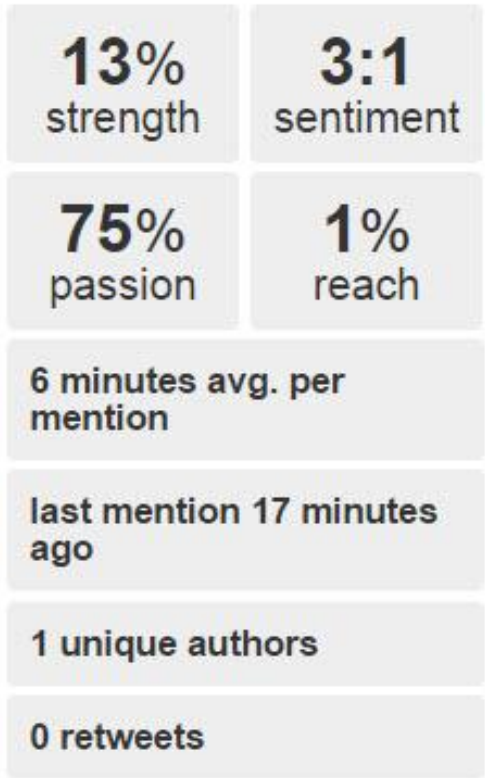 13%
strength
3:1
sentiment
75%
passion
1%
reach
6 minutes avg. per
mention
last mention 17 minutes
ago
1 unique authors
0 retweets